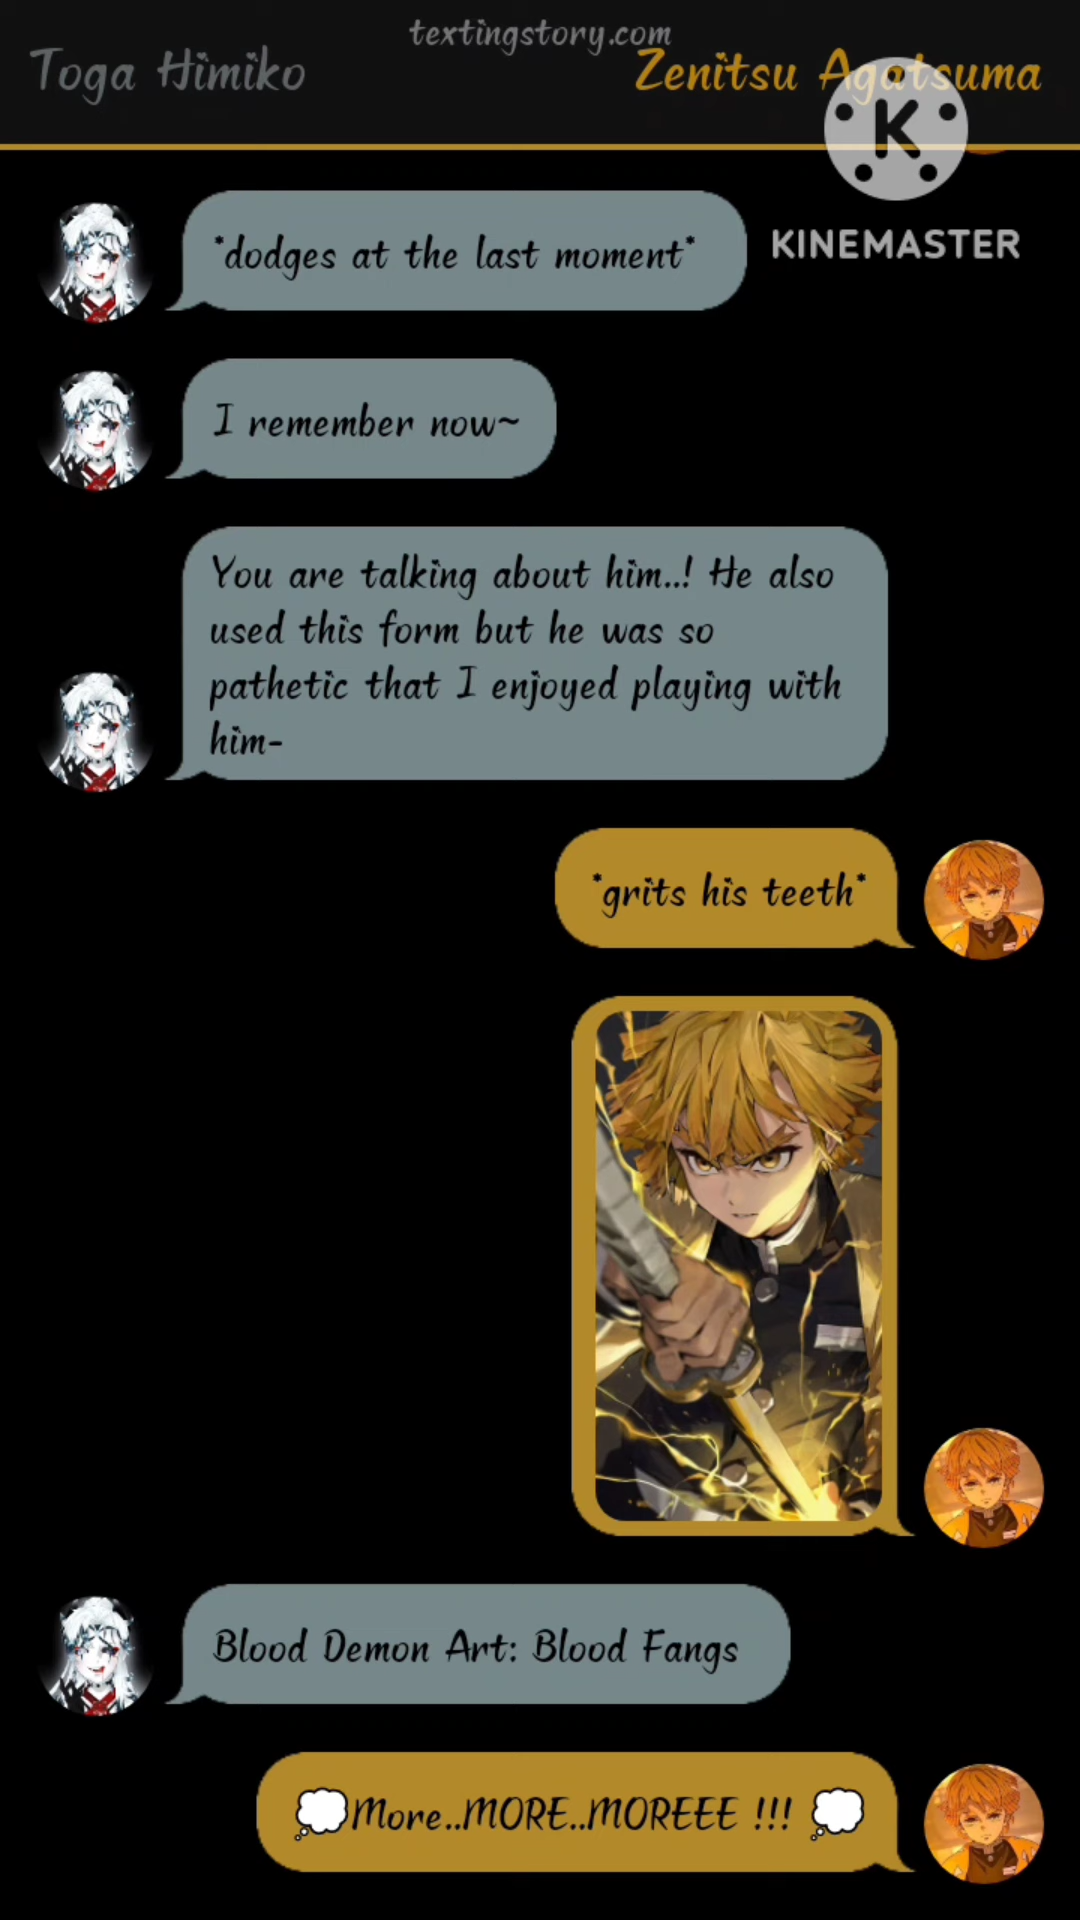 textingstory.com
Toga Himiko
Zenitsu Agatsuma
K
KINEMASTER
*dodges at the last moment*
I remember now~
You are talking about him..! He also
used this form but he was so
pathetic that I enjoyed playing with
him-
*grits his teeth*
Blood Demon Art: Blood Fangs
💭More..MORE..MOREEE !!! 💭